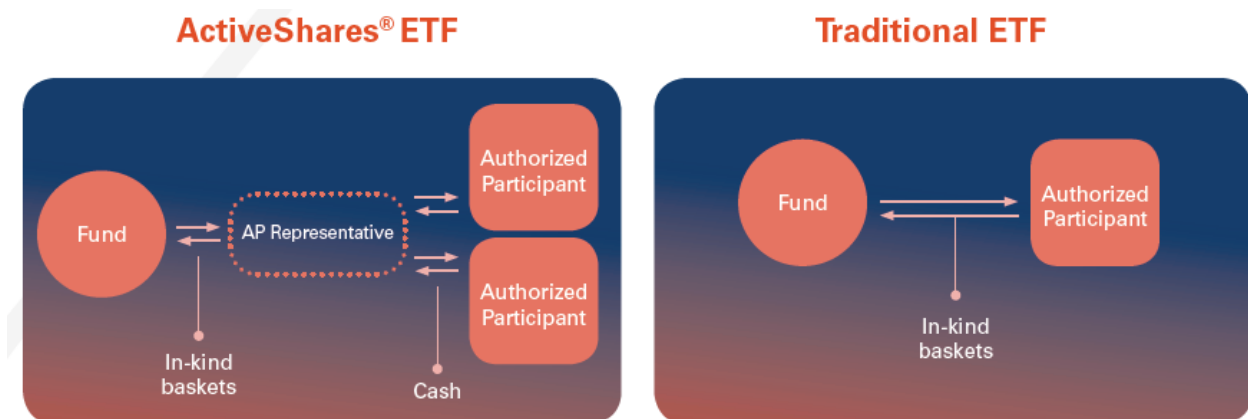 ActiveShares® ETF
Fund
AP Representative
Authorized
Participant
Authorized
Participant
In-kind
baskets
Cash
Traditional ETF
Fund
Authorized
Participant
In-kind
baskets